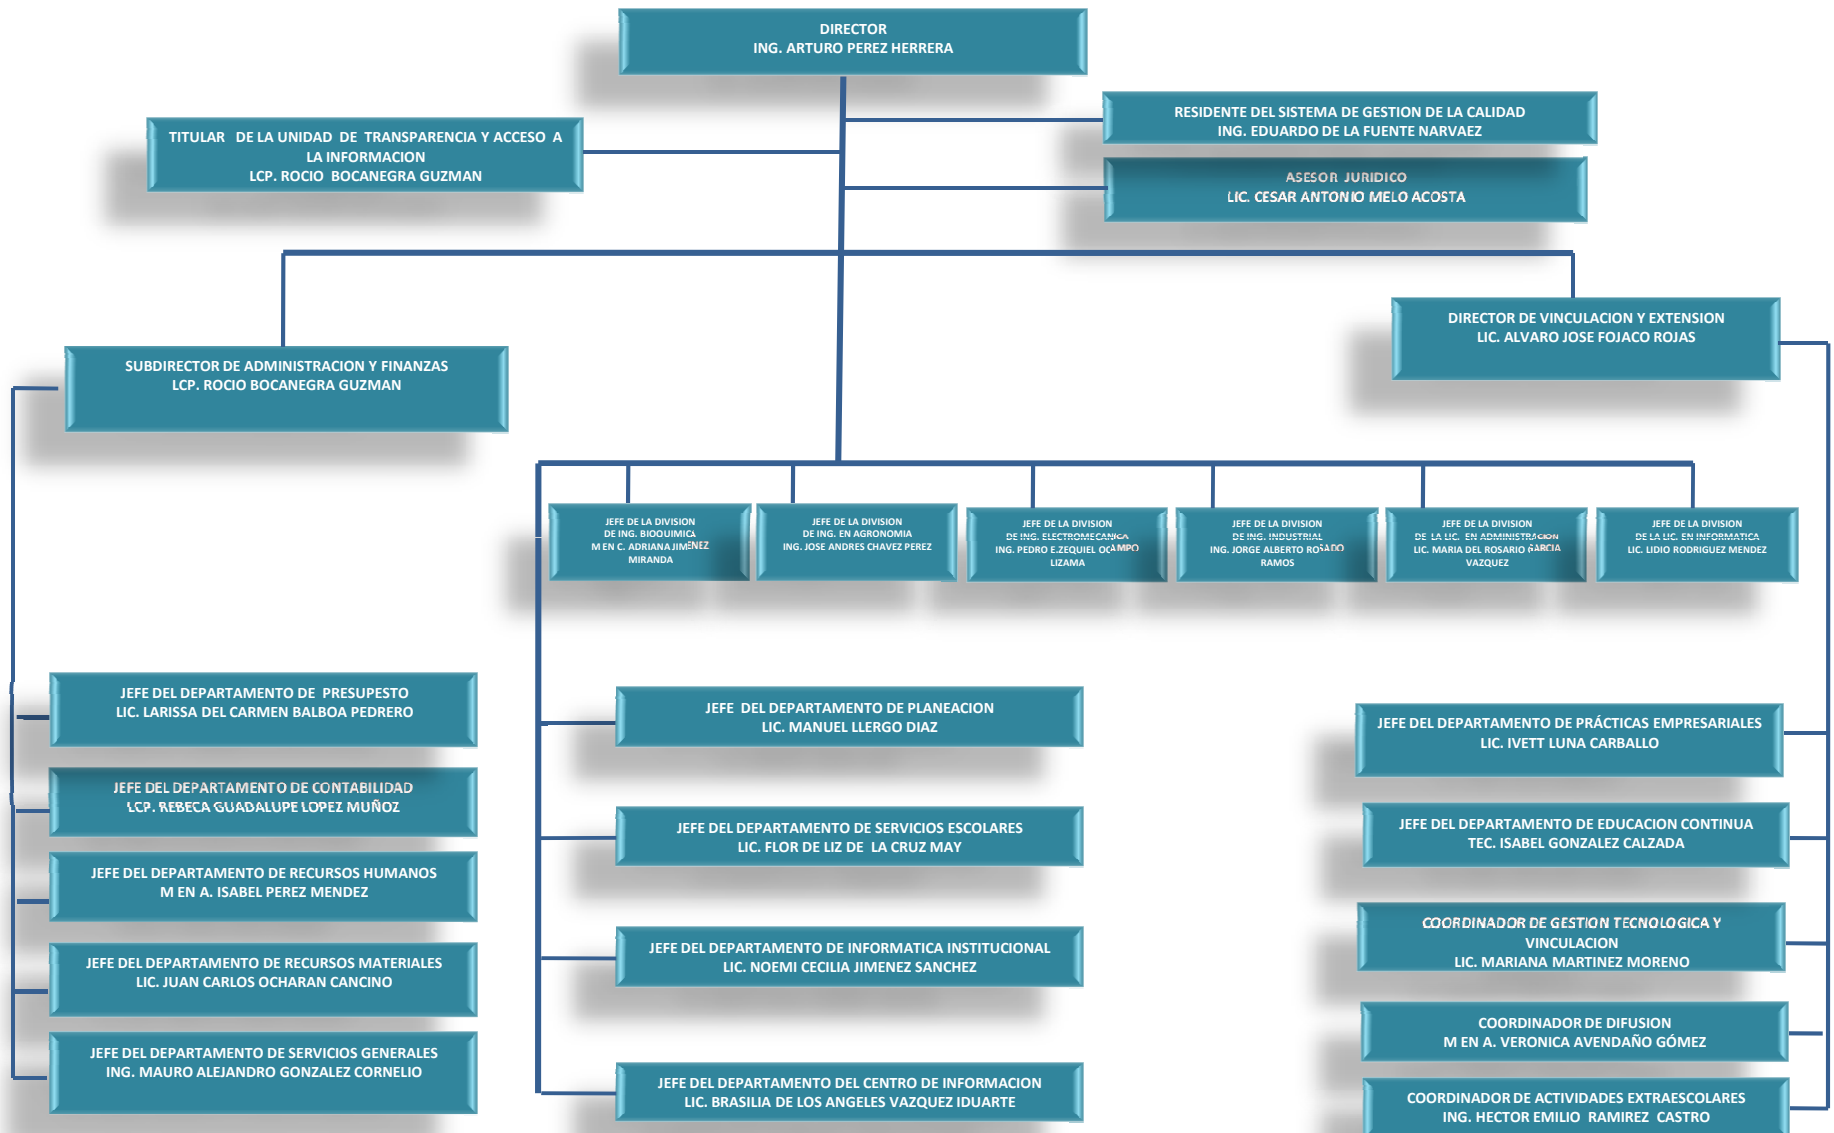 DIRECTOR
ING. ARTURO PEREZ HERRERA
RESIDENTE DEL SISTEMA DE GESTION DE LA CALIDAD
ING. EDUARDO DE LA FUENTE NARVAEZ
TITULAR DE LA UNIDAD DE TRANSPARENCIA Y ACCESO A
LA INFORMACION
LCP. ROCIO BOCANEGRA GUZMAN
ASESOR JURIDICO
LIC. CESAR ANTONIO MELO ACOSTA
DIRECTOR DE VINCULACION Y EXTENSION
LIC. ALVARO JOSE FOJACO ROJAS
SUBDIRECTOR DE ADMINISTRACION Y FINANZAS
LCP. ROCIO BOCANEGRA GUZMAN
JEFE DE LA DIVISION
DE ING. BIOQUIMICA
M EN C. ADRIANA JIMENEZ
MIRANDA
JEFE DE LA DIVISION
DE ING. EN AGRONOMIA
ING. JOSE ANDRES CHAVEZ PEREZ
JEFE DE LA DIVISION
DE ING. ELECTROMECANICA
ING. PEDRO E.ZEQUIEL OCAMPO
LIZAMA
JEFE DE LA DIVISION
DE ING. INDUSTRIAL
ING. JORGE ALBERTO ROSADO
RAMOS
JEFE DE LA DIVISION
DE LA LIC. EN ADMINISTRACION
LIC. MARIA DEL ROSARIO GARCIA
VAZQUEZ
JEFE DE LA DIVISION
DE LA LIC. EN INFORMATICA
LIC. LIDIO RODRIGUEZ MENDEZ
JEFE DEL DEPARTAMENTO DE PRESUPESTO
LIC. LARISSA DEL CARMEN BALBOA PEDRERO
JEFE DEL DEPARTAMENTO DE CONTABILIDAD
LCP. REBECA GUADALUPE LOPEZ MUÑOZ
JEFE DEL DEPARTAMENTO DE RECURSOS HUMANOS
M EN A. ISABEL PEREZ MENDEZ
JEFE DEL DEPARTAMENTO DE RECURSOS MATERIALES
LIC. JUAN CARLOS OCHARAN CANCINO
JEFE DEL DEPARTAMENTO DE SERVICIOS GENERALES
ING. MAURO ALEJANDRO GONZALEZ CORNELIO
JEFE DEL DEPARTAMENTO DE PLANEACION
LIC. MANUEL LLERGO DIAZ
JEFE DEL DEPARTAMENTO DE SERVICIOS ESCOLARES
LIC. FLOR DE LIZ DE LA CRUZ MAY
JEFE DEL DEPARTAMENTO DE INFORMATICA INSTITUCIONAL
LIC. NOEMI CECILIA JIMENEZ SANCHEZ
JEFE DEL DEPARTAMENTO DEL CENTRO DE INFORMACION
LIC. BRASILIA DE LOS ANGELES VAZQUEZ IDUARTE
JEFE DEL DEPARTAMENTO DE PRÁCTICAS EMPRESARIALES
LIC. IVETT LUNA CARBALLO
JEFE DEL DEPARTAMENTO DE EDUCACION CONTINUA
TEC. ISABEL GONZALEZ CALZADA
COORDINADOR DE GESTION TECNOLOGICA Y
VINCULACION
LIC. MARIANA MARTINEZ MORENO
COORDINADOR DE DIFUSION
M EN A. VERONICA AVENDAÑO GÓMEZ
COORDINADOR DE ACTIVIDADES EXTRAESCOLARES
ING. HECTOR EMILIO RAMIREZ CASTRO